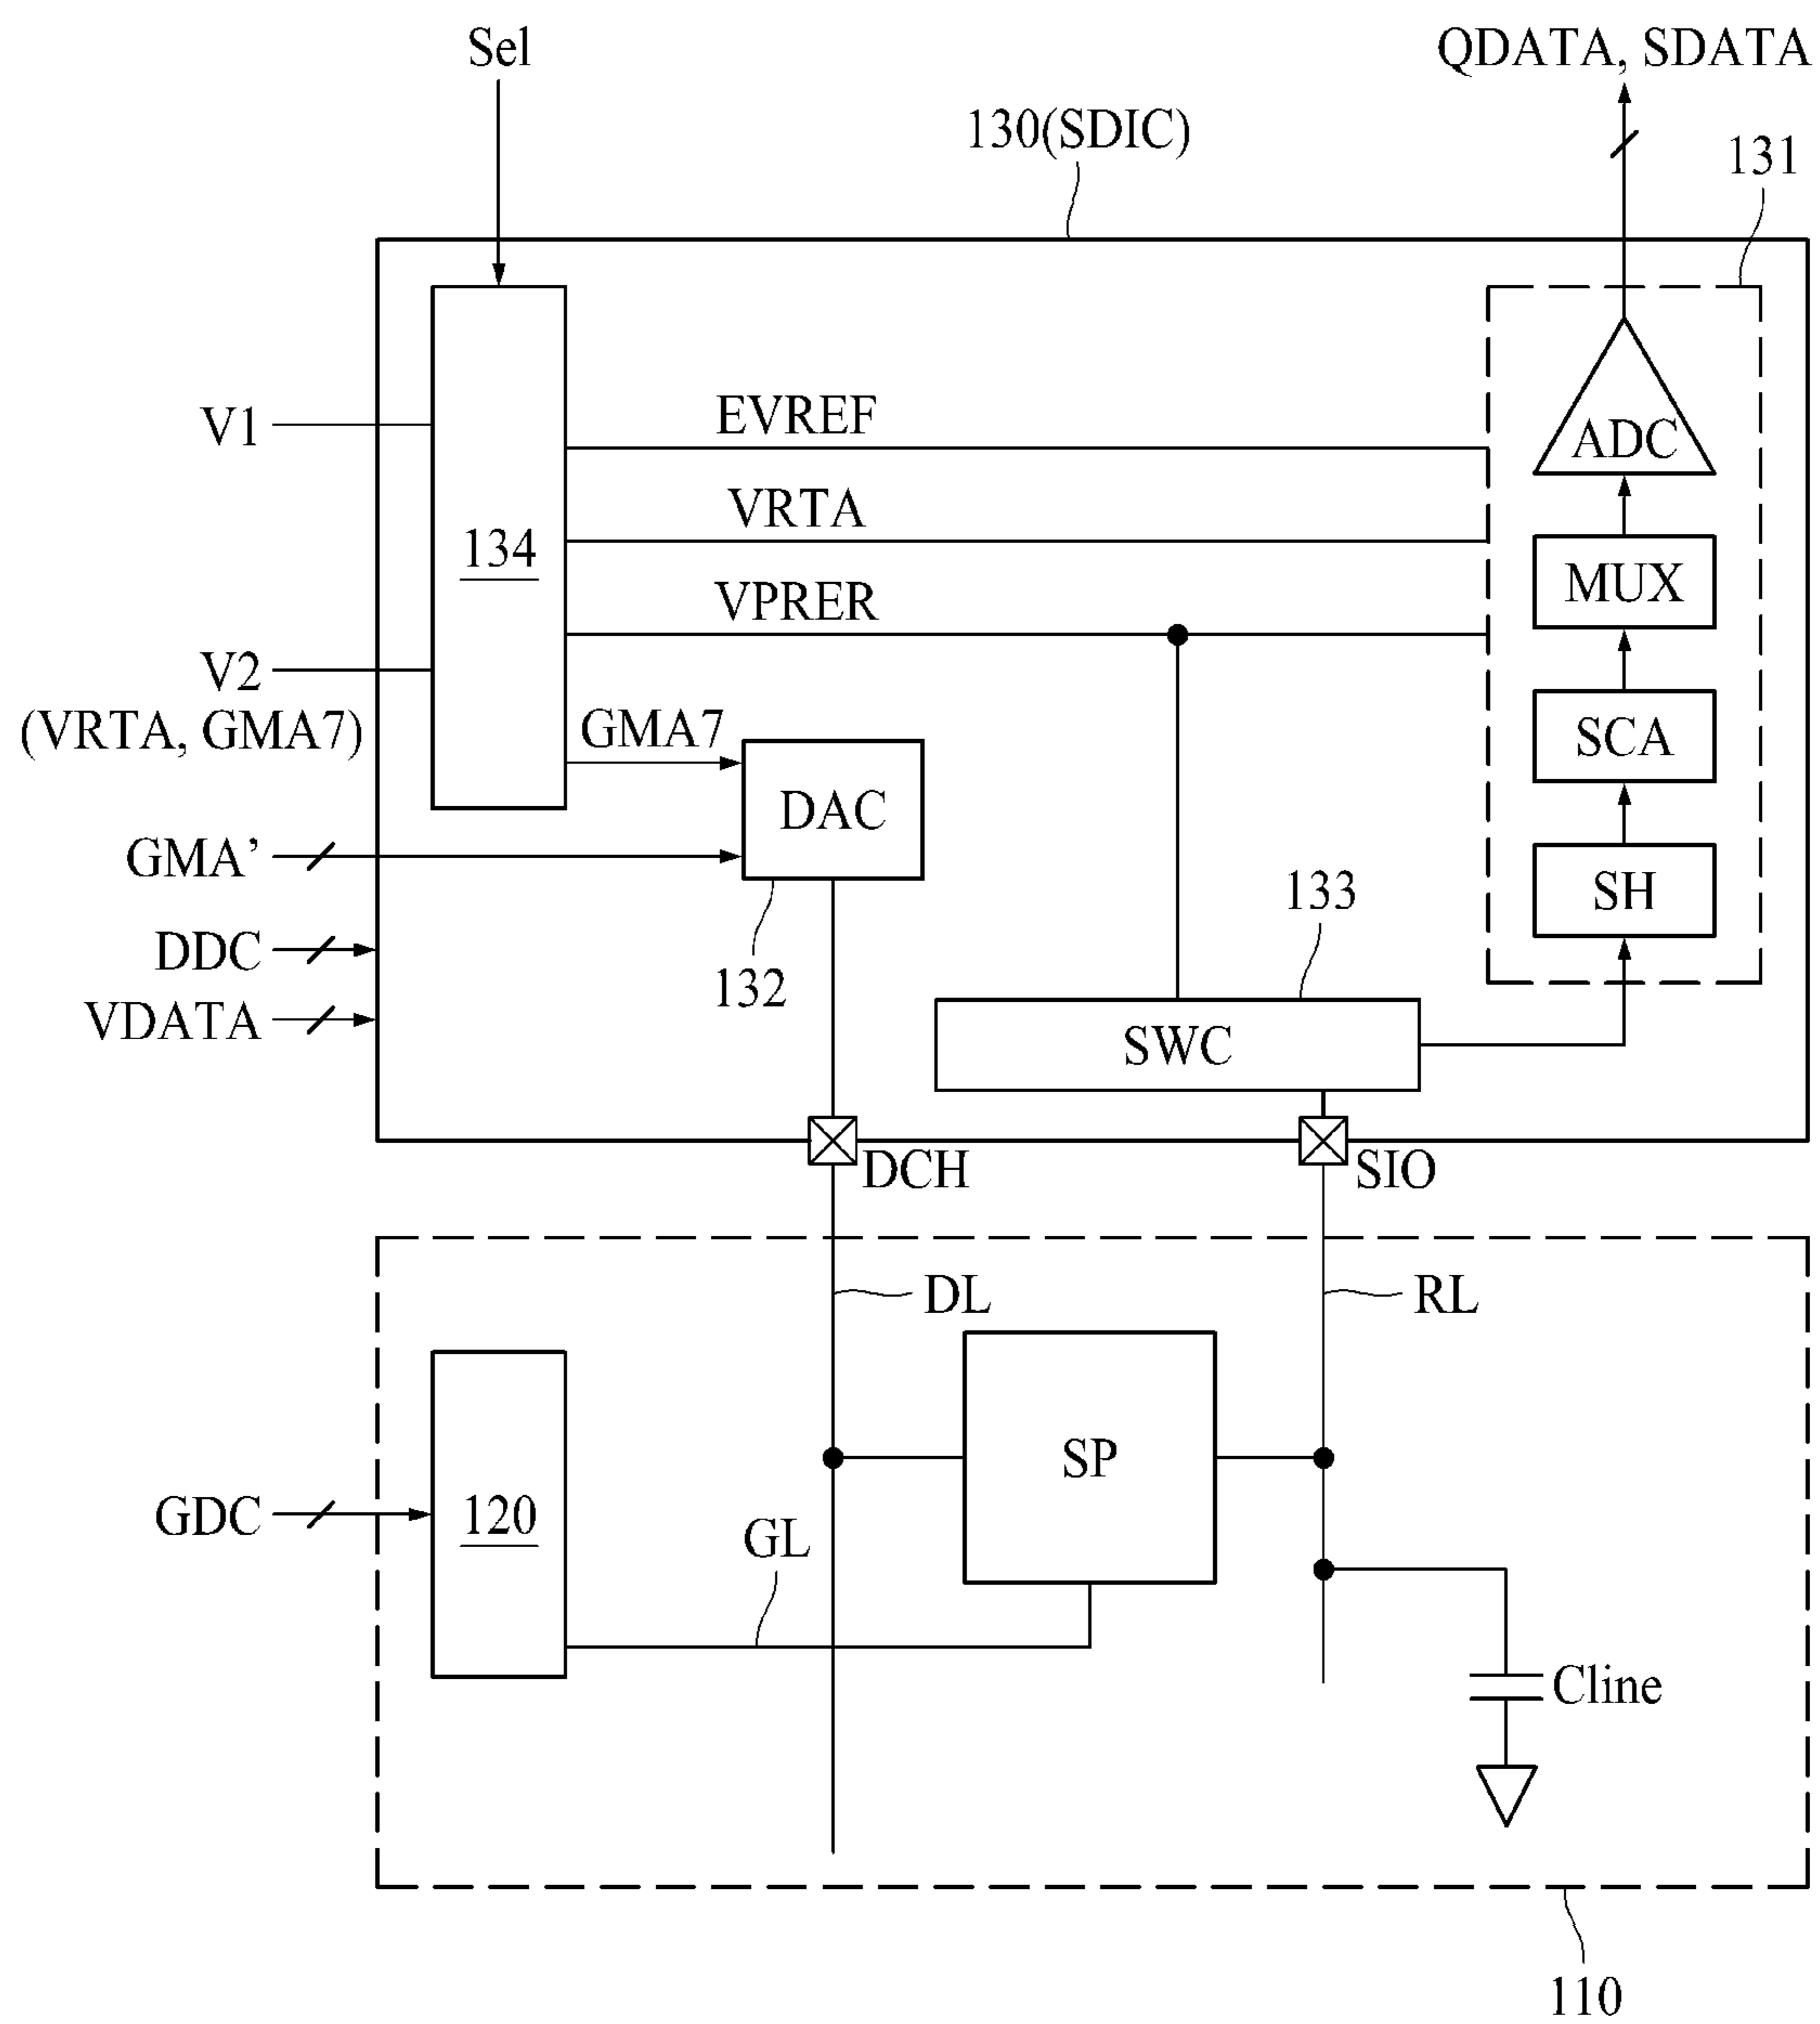 Sel
QDATA, SDATA
130(SDIC)
131
V1
EVREF
ADC
VRTA
134
MUX
VPRER
V2
(VRTA, GMA7)
GMA7
SCA
DAC
GMA’
SH
133
DDC
132
VDATA
SWC
DCH
SIO
DL
RL
SP
GDC
120
GL
Cline
110